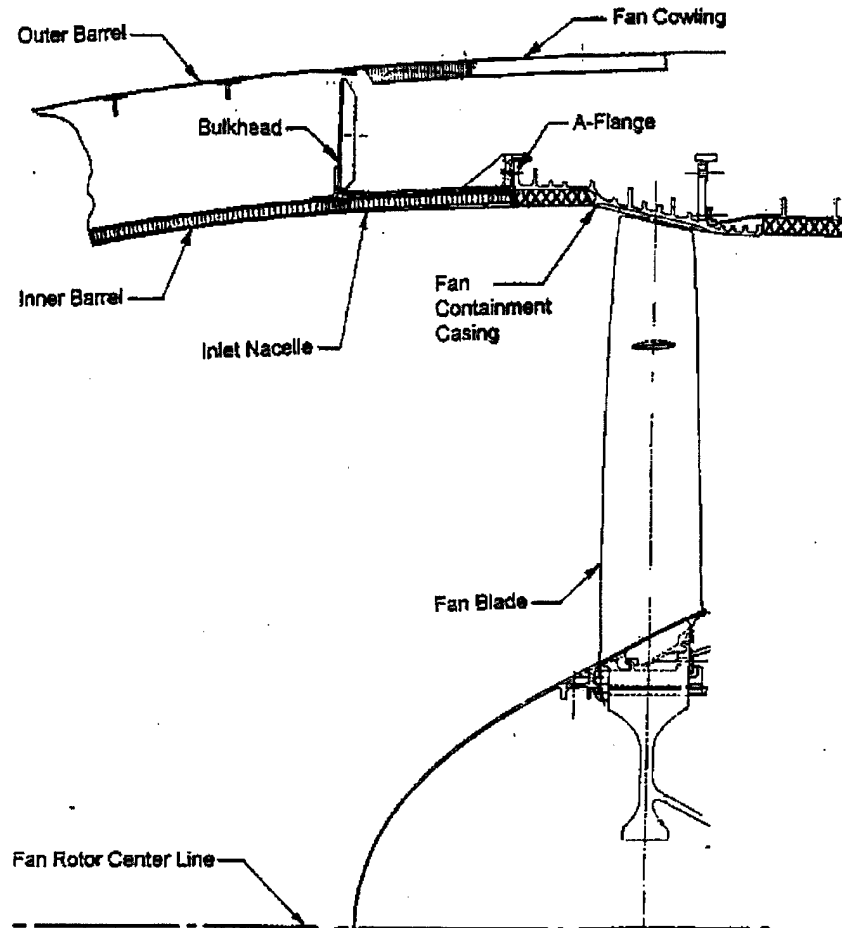 Fan Cowling
Outer Barrel
A-Flange
Bulkhead
Inner Barrel
Fan
Containment
Casing
Inlet Nacelle
Fan Blade
Fan Rotor Center Line